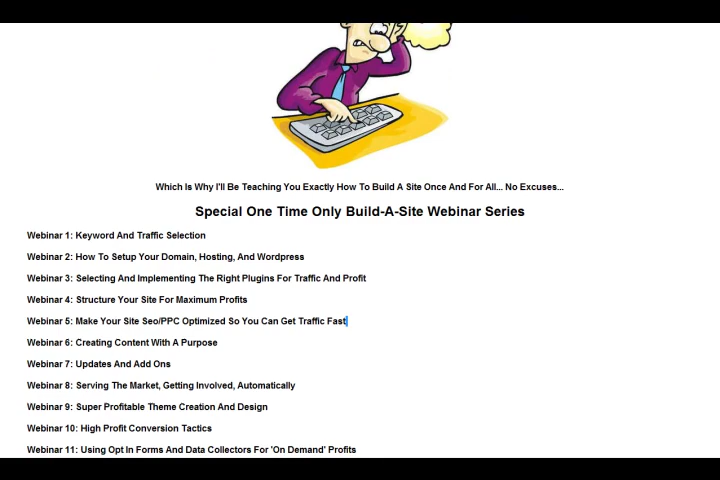 Which Is Why I'll Be Teaching You Exactly How To Build A Site Once And For All... No Excuses...
Special One Time Only Build-A-Site Webinar Series
Webinar 1: Keyword And Traffic Selection
Webinar 2: How To Setup Your Domain, Hosting, And Wordpress
Webinar 3: Selecting and Implementing The Right Plugins For Traffic And Profit
Webinar 4: Structure Your Site For Maximum Profits
Webinar 5: Make Your Site Seo/PPC Optimized So You Can Get Traffic Fast
Webinar 6: Creating Content With A Purpose
Webinar 7: Updates And Add Ons
Webinar 8: Serving The Market, Getting Involved, Automatically
Webinar 9: Super Profitable Theme Creation And Design
Webinar 10: High Profit Conversion Tactics
Webinar 11: Using Opt In Forms And Data Collectors For 'On Demand' Profits